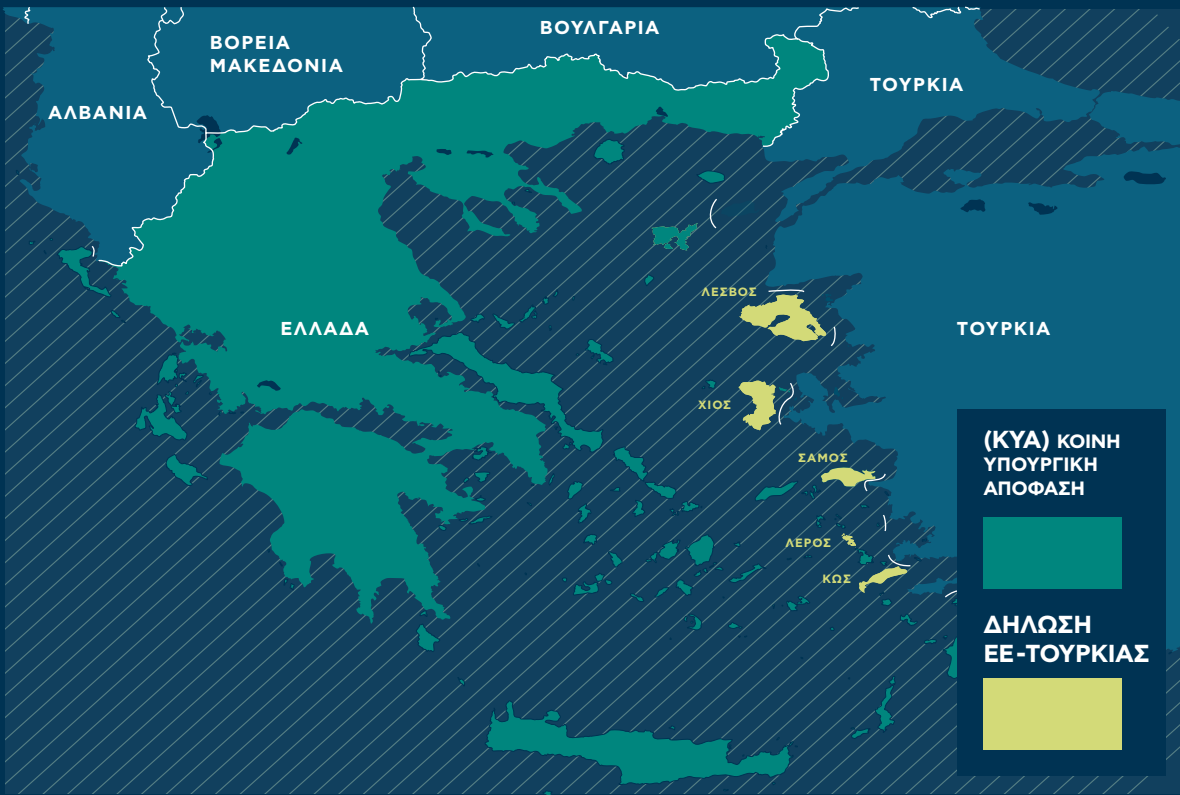 ΒΟΥΛΓΑΡΙΑ
ΒΟΡΕΙΑ
ΜΑΚΕΔΟΝΙΑ
ΤΟΥΡΚΙΑ
ΑΛΒΑΝΙΑ
ΛΕΣΒΟΣ
ΕΛΛΑΔΑ
ΤΟΥΡΚΙΑ
ΧΙΟΣ
ΣΑΜΟΣ
ΛΕΡΟΣ
ΚΩΣ
(ΚΥΑ) ΚΟΙΝΗ
ΥΠΟΥΡΓΙΚΗ
ΑΠΟΦΑΣΗ
ΔΗΛΩΣΗ
ΕΕ-ΤΟΥΡΚΙΑΣ